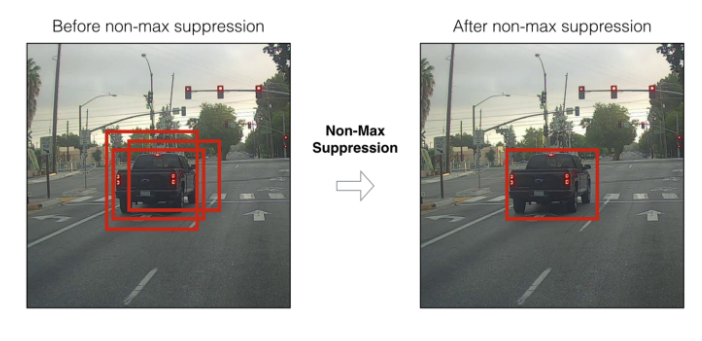 Before non-max suppression
After non-max suppression
Non-Max
Suppression